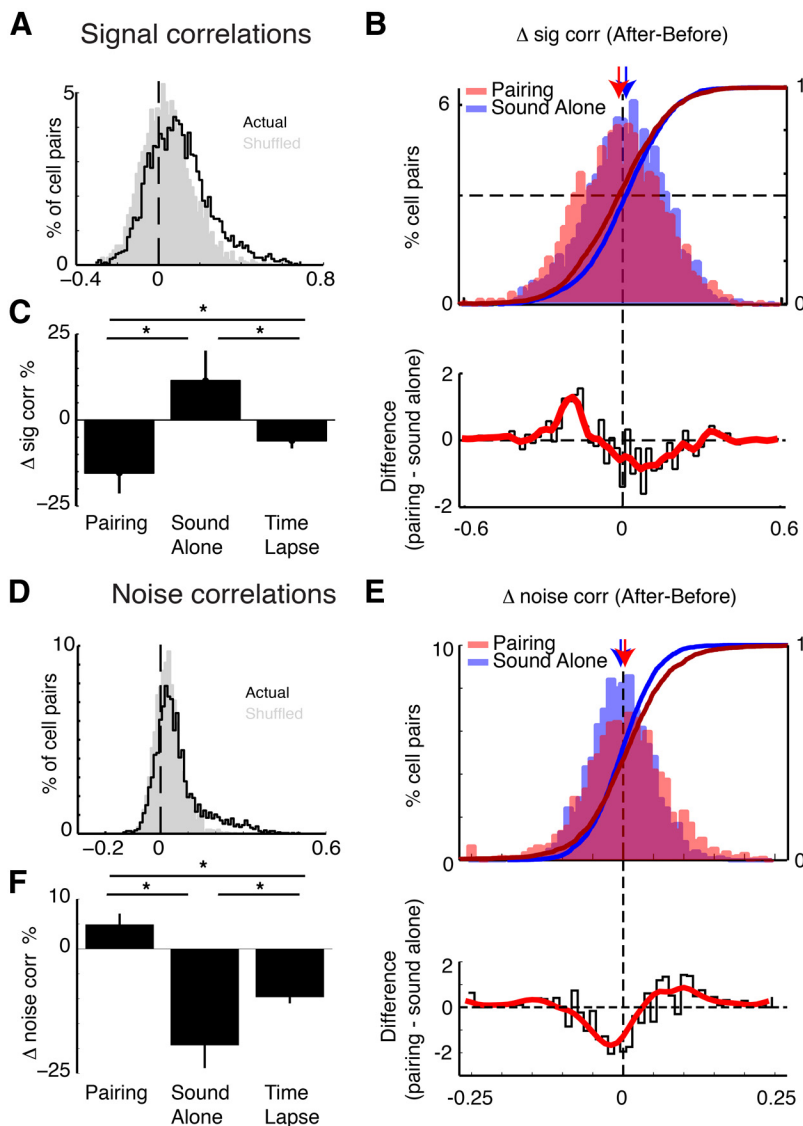 A
Signal correlations
5
% of cell pairs
0
Actual
Shuffled
−0.4
0
0.8
B
Δ sig corr (After-Before)
Pairing
Sound Alone
6
% cell pairs
0
1
0
2
0
-2
Difference
(pairing - sound alone)
-0.6
0
0.6
C
*
*
*
25
0
−25
Δ sig corr %
Pairing
Sound
Alone
Time
Lapse
D
Noise correlations
10
% of cell pairs
0
Actual
Shuffled
−0.2
0
0.6
E
Δ noise corr (After-Before)
Pairing
Sound Alone
10
% cell pairs
0
1
0
2
0
-2
Difference
(pairing - sound alone)
-0.25
0
0.25
F
*
*
*
10
0
−25
Δ noise corr %
Pairing
Sound
Alone
Time
Lapse